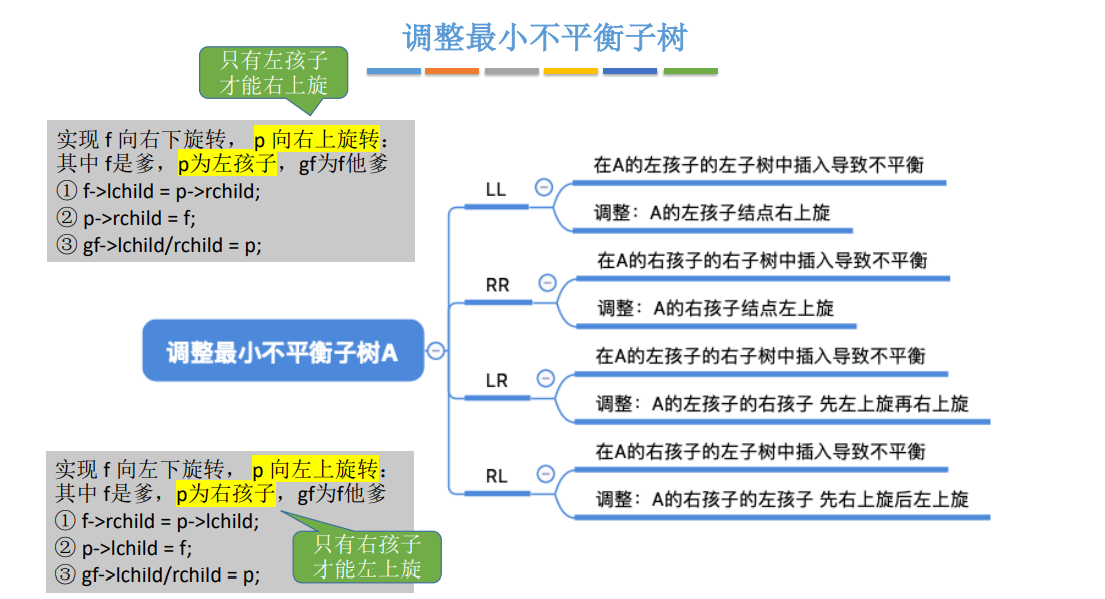 调整最小不平衡子树
只有左孩子
才能右上旋
实现 f 向右下旋转， p 向右上旋转：
其中 f是爹，p为左孩子，gf为f他爹
① f->lchild = p->rchild;
② p->rchild = f;
③ gf->lchild/rchild = p;
调整最小不平衡子树A
LL
在A的左孩子的左子树中插入导致不平衡
调整：A的左孩子结点右上旋
RR
在A的右孩子的右子树中插入导致不平衡
调整：A的右孩子结点左上旋
LR
在A的左孩子的右子树中插入导致不平衡
调整：A的左孩子的右孩子 先左上旋再右上旋
RL
在A的右孩子的左子树中插入导致不平衡
调整：A的右孩子的左孩子 先右上旋后左上旋
实现 f 向左下旋转， p 向左上旋转：
其中 f是爹，p为右孩子，gf为f他爹
① f->rchild = p->lchild;
② p->lchild = f;
③ gf->lchild/rchild = p;
只有右孩子
才能左上旋